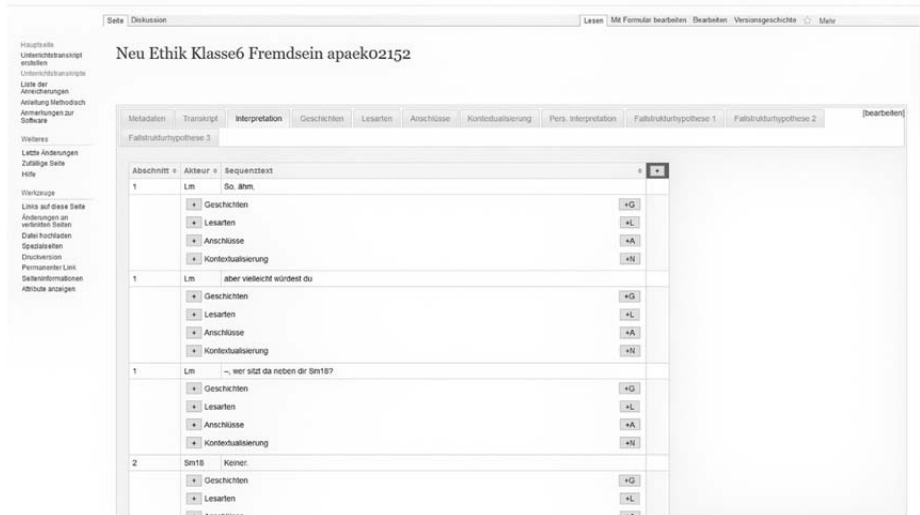 Seite Diskussion
Lesen Mit Formular bearbeiten Bearbeiten Versionsgeschichte Mehr
Hauptseite
Unterrichtstranskript
erstellen
Unterrichtstranskripte
Liste der
Anreicherungen
Anleitung Methodisch
Anmerkungen zur
Software
Weiteres
Letzte Änderungen
Zufällige Seite
Hilfe
Werkzeuge
Links auf diese Seite
Änderungen an
verlinkten Seiten
Datei hochladen
Spezialseiten
Druckversion
Permanenter Link
Seiteninformationen
Attribute anzeigen
Neu Ethik Klasse6 Fremdsein apaek02152
[bearbeiten]
Metadaten Transkript Interpretation Geschichten Lesarten Anschlüsse Kontextualisierung Pers. Interpretation Fallstrukturhypothese 1 Fallstrukturhypothese 2
Fallstrukturhypothese 3
Abschnitt Akteur Sequenztext +
1 Lm So, ähm,
+ Geschichten +G
+ Lesarten +L
+ Anschlüsse +A
+ Kontextualisierung +N
1 Lm aber vielleicht würdest du
+ Geschichten +G
+ Lesarten +L
+ Anschlüsse +A
+ Kontextualisierung +N
1 Lm –, wer sitzt da neben dir Sm18?
+ Geschichten +G
+ Lesarten +L
+ Anschlüsse +A
+ Kontextualisierung +N
2 Sm18 Keiner.
+ Geschichten +G
+ Lesarten +L